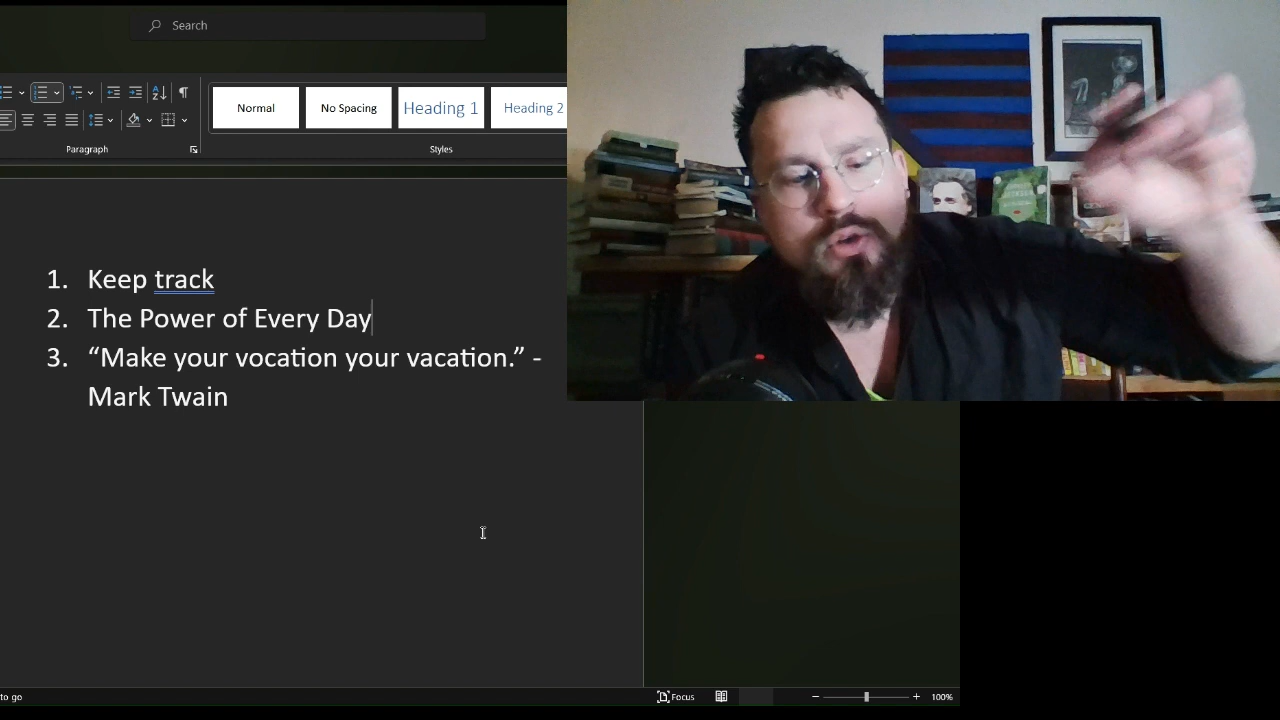 Search
Normal
No Spacing
Heading 1
Heading 2
Paragraph
Styles
1. Keep track
2. The Power of Every Day
3. “Make your vocation your vacation.” -
Mark Twain
to go
Focus
100%